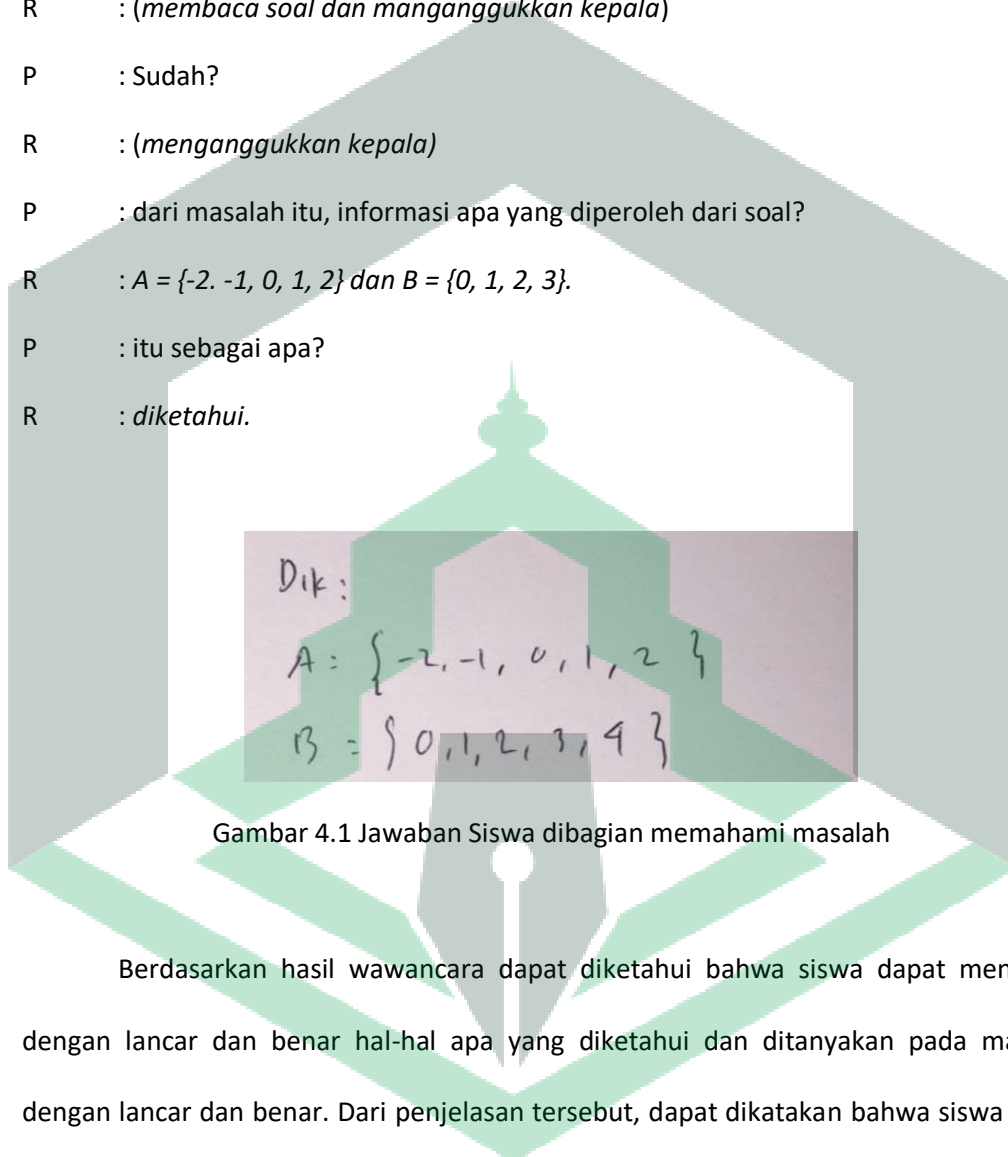 R : (membaca soal dan manganggukkan kepala)
P : Sudah?
R : (menganggukkan kepala)
P : dari masalah itu, informasi apa yang diperoleh dari soal?
R : A = {-2. -1, 0, 1, 2} dan B = {0, 1, 2, 3}.
P : itu sebagai apa?
R : diketahui.
Dik :
A = { -2, -1, 0, 1, 2 }
B = { 0, 1, 2, 3, 4 }
Gambar 4.1 Jawaban Siswa dibagian memahami masalah
Berdasarkan hasil wawancara dapat diketahui bahwa siswa dapat men
dengan lancar dan benar hal-hal apa yang diketahui dan ditanyakan pada ma
dengan lancar dan benar. Dari penjelasan tersebut, dapat dikatakan bahwa siswa